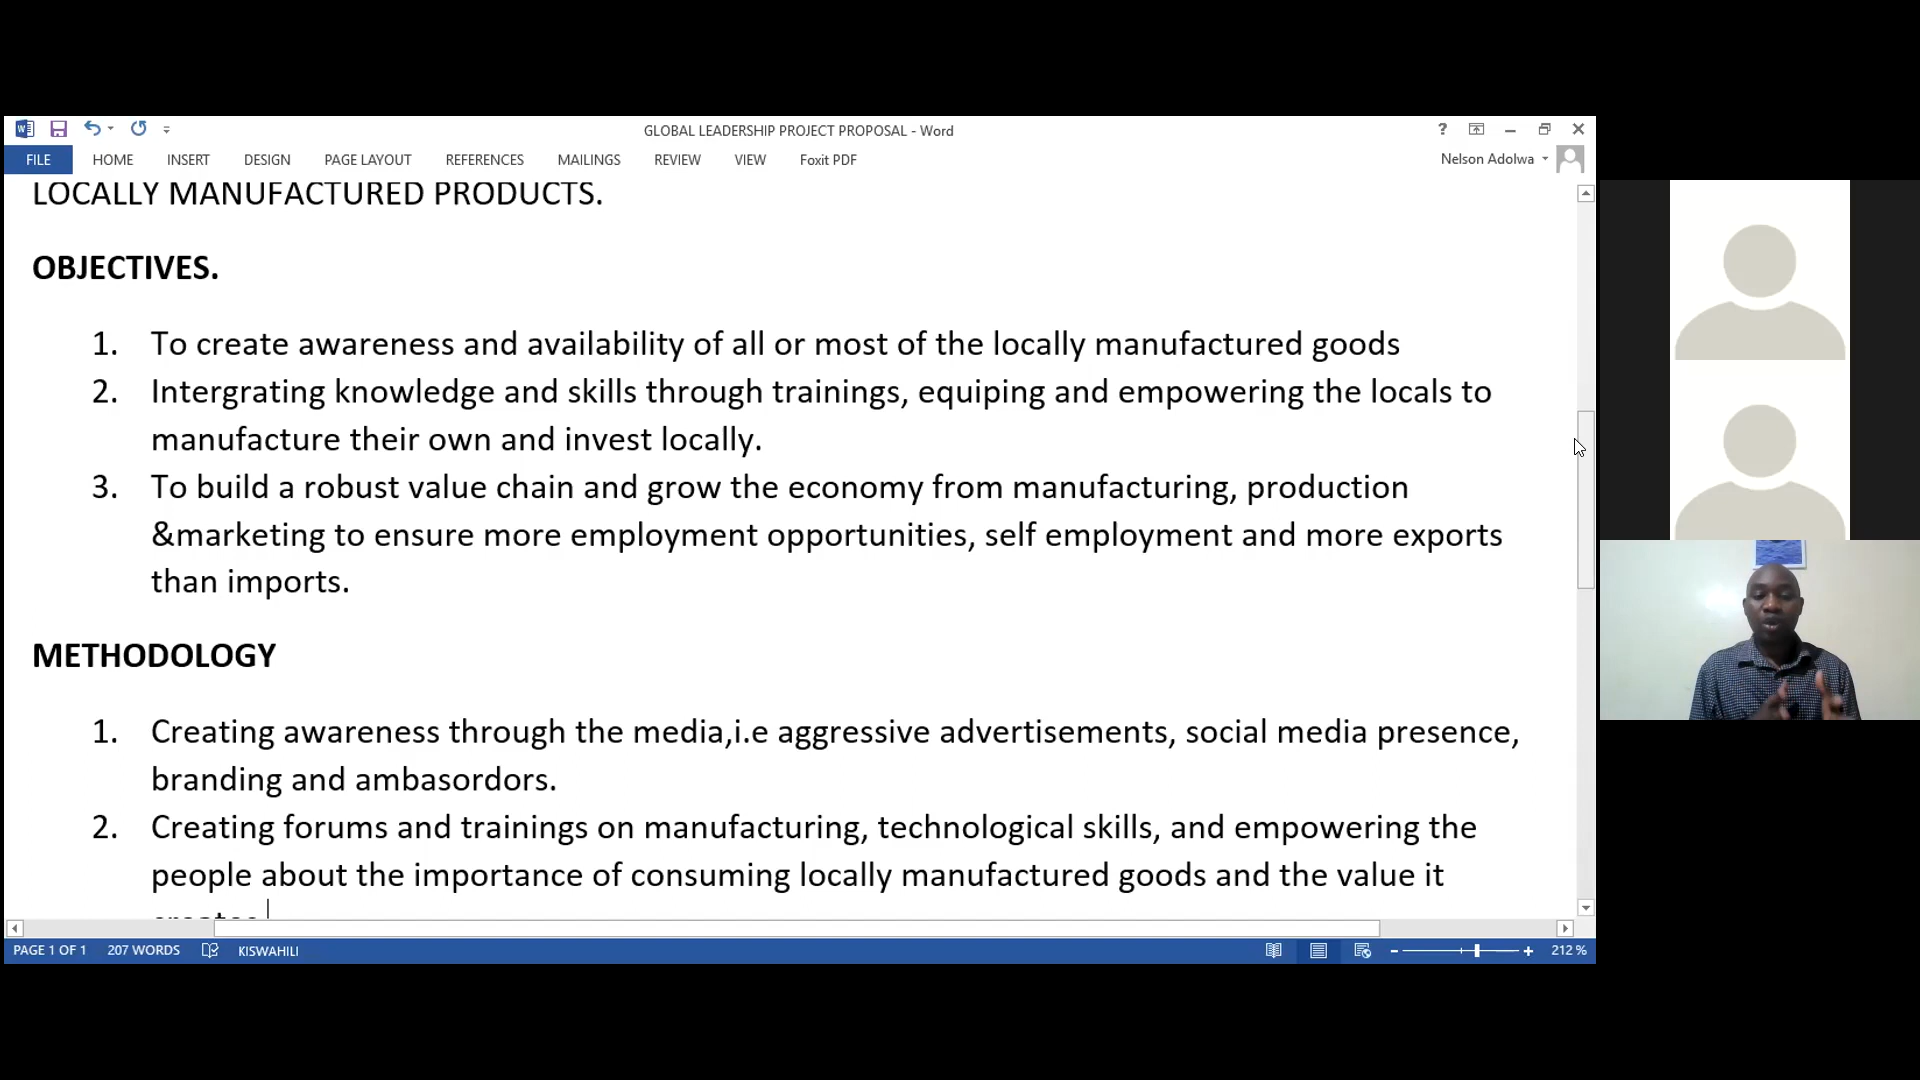 GLOBAL LEADERSHIP PROJECT PROPOSAL - Word
?
FILE HOME INSERT DESIGN PAGE LAYOUT REFERENCES MAILINGS REVIEW VIEW Foxit PDF
Nelson Adolwa
LOCALLY MANUFACTURED PRODUCTS.
OBJECTIVES.
1. To create awareness and availability of all or most of the locally manufactured goods
2. Intergrating knowledge and skills through trainings, equiping and empowering the locals to
manufacture their own and invest locally.
3. To build a robust value chain and grow the economy from manufacturing, production
&marketing to ensure more employment opportunities, self employment and more exports
than imports.
METHODOLOGY
1. Creating awareness through the media,i.e aggressive advertisements, social media presence,
branding and ambasordors.
2. Creating forums and trainings on manufacturing, technological skills, and empowering the
people about the importance of consuming locally manufactured goods and the value it
PAGE 1 OF 1 207 WORDS KISWAHILI
212 %